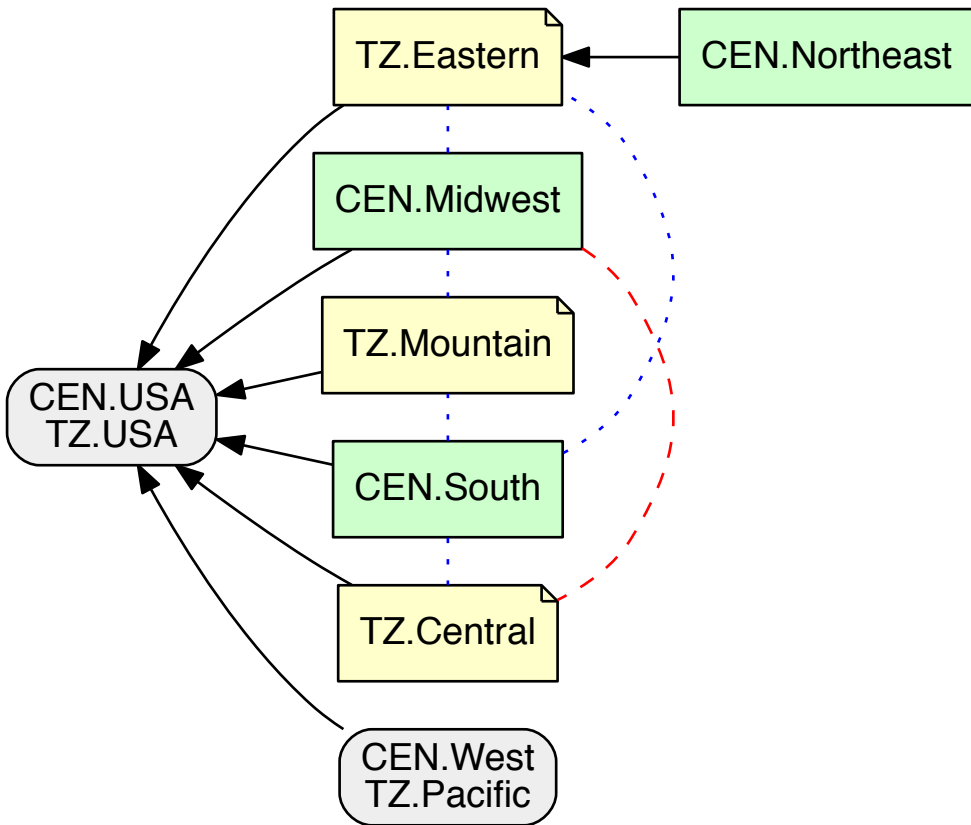 TZ.Eastern
CEN.Northeast
CEN.Midwest
TZ.Mountain
CEN.USA
TZ.USA
CEN.South
TZ.Central
CEN.West
TZ.Pacific